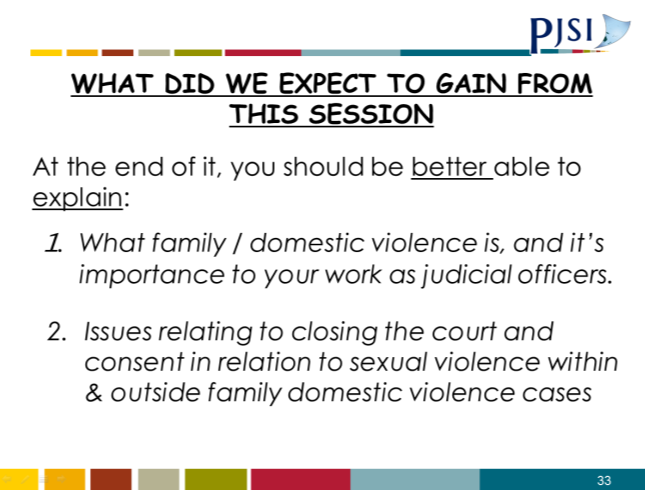 PJSI
WHAT DID WE EXPECT TO GAIN FROM
THIS SESSION
At the end of it, you should be better able to
explain:
1. What family / domestic violence is, and it's
importance to your work as judicial officers.
2. Issues relating to closing the court and
consent in relation to sexual violence within
& outside family domestic violence cases
33